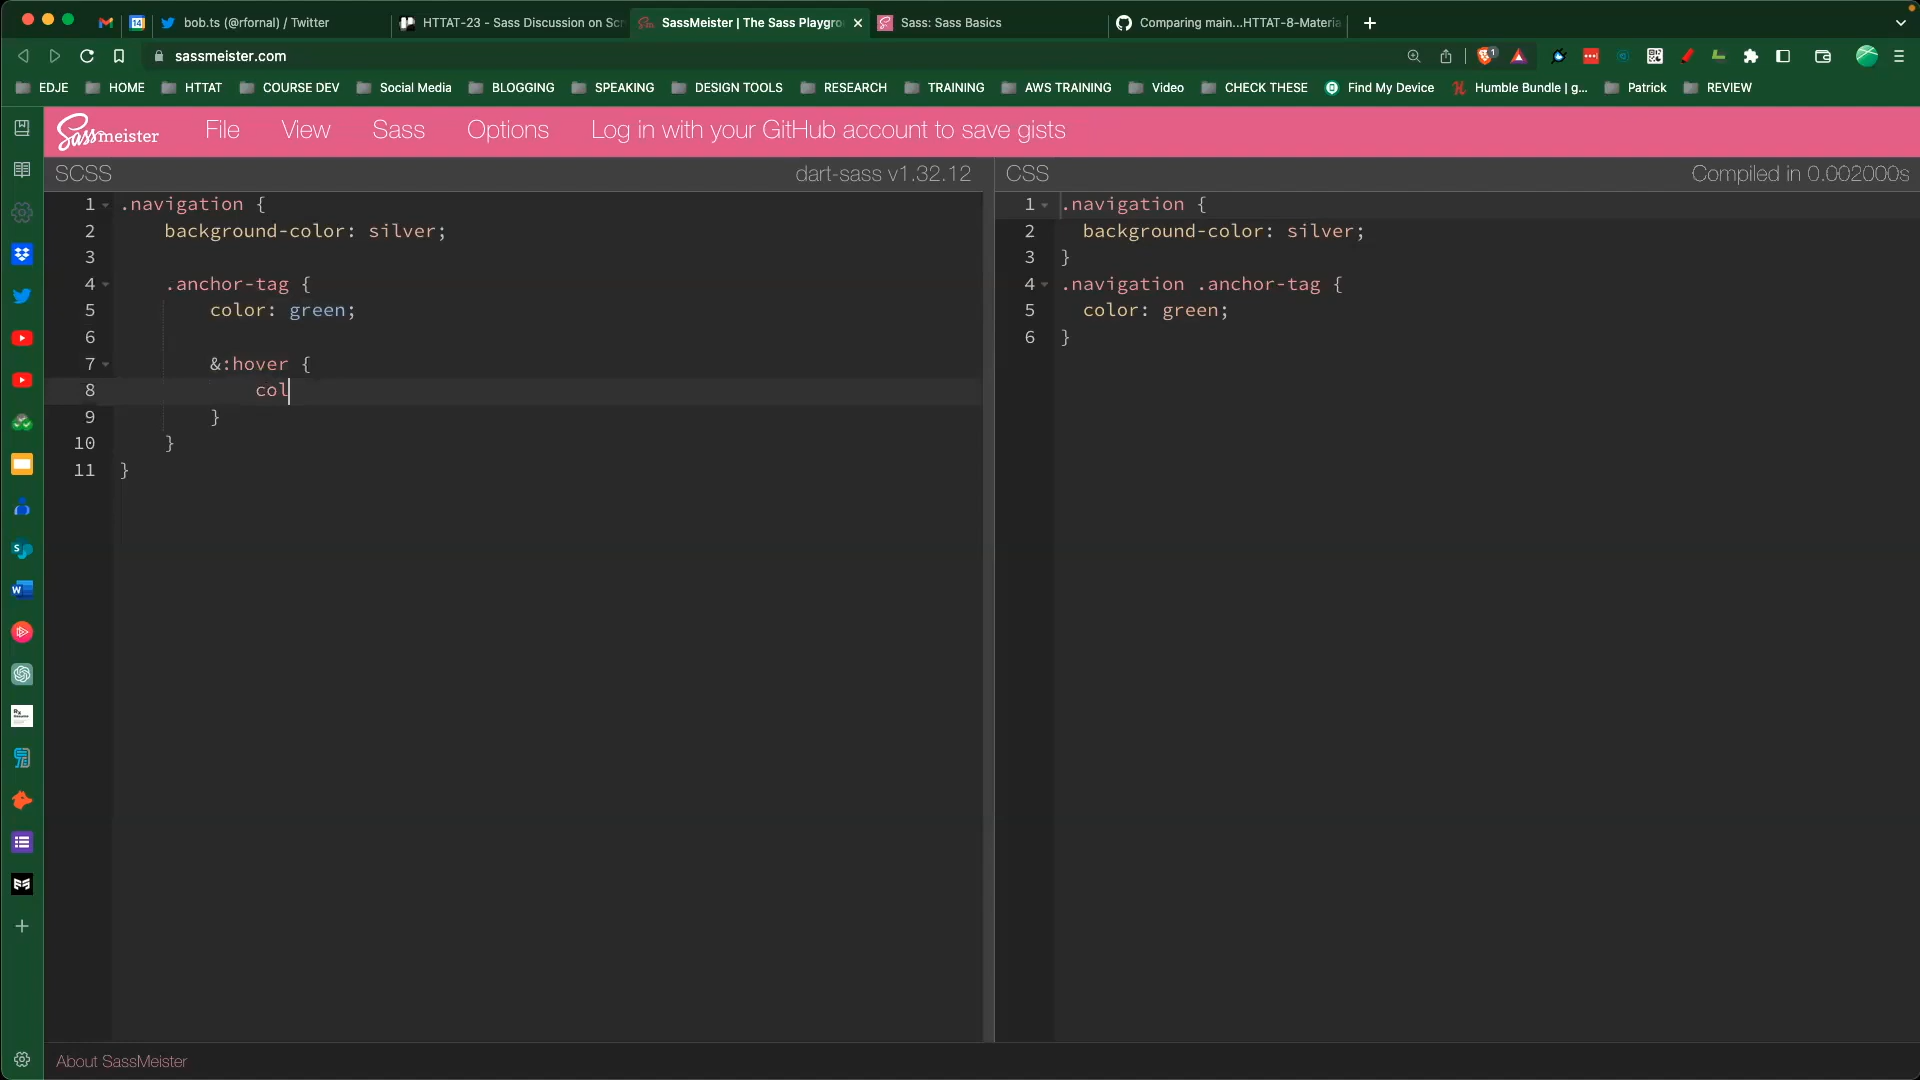 bob.ts (@rfornal) / Twitter
HTTAT-23 - Sass Discussion on Scr
SassMeister | The Sass Playgro
Sass: Sass Basics
Comparing main...HTTAT-8-Materia
sassmeister.com
EDJE HOME HTTAT COURSE DEV Social Media BLOGGING SPEAKING DESIGN TOOLS RESEARCH TRAINING AWS TRAINING Video CHECK THESE Find My Device Humble Bundle | g... Patrick REVIEW
Sassmeister File View Sass Options Log in with your GitHub account to save gists
SCSS dart-sass v1.32.12
1 .navigation {
2 background-color: silver;
3
4 .anchor-tag {
5 color: green;
6
7 &:hover {
8 col
9 }
10 }
11 }
CSS Compiled in 0.002000s
1 .navigation {
2 background-color: silver;
3 }
4 .navigation .anchor-tag {
5 color: green;
6 }
About SassMeister